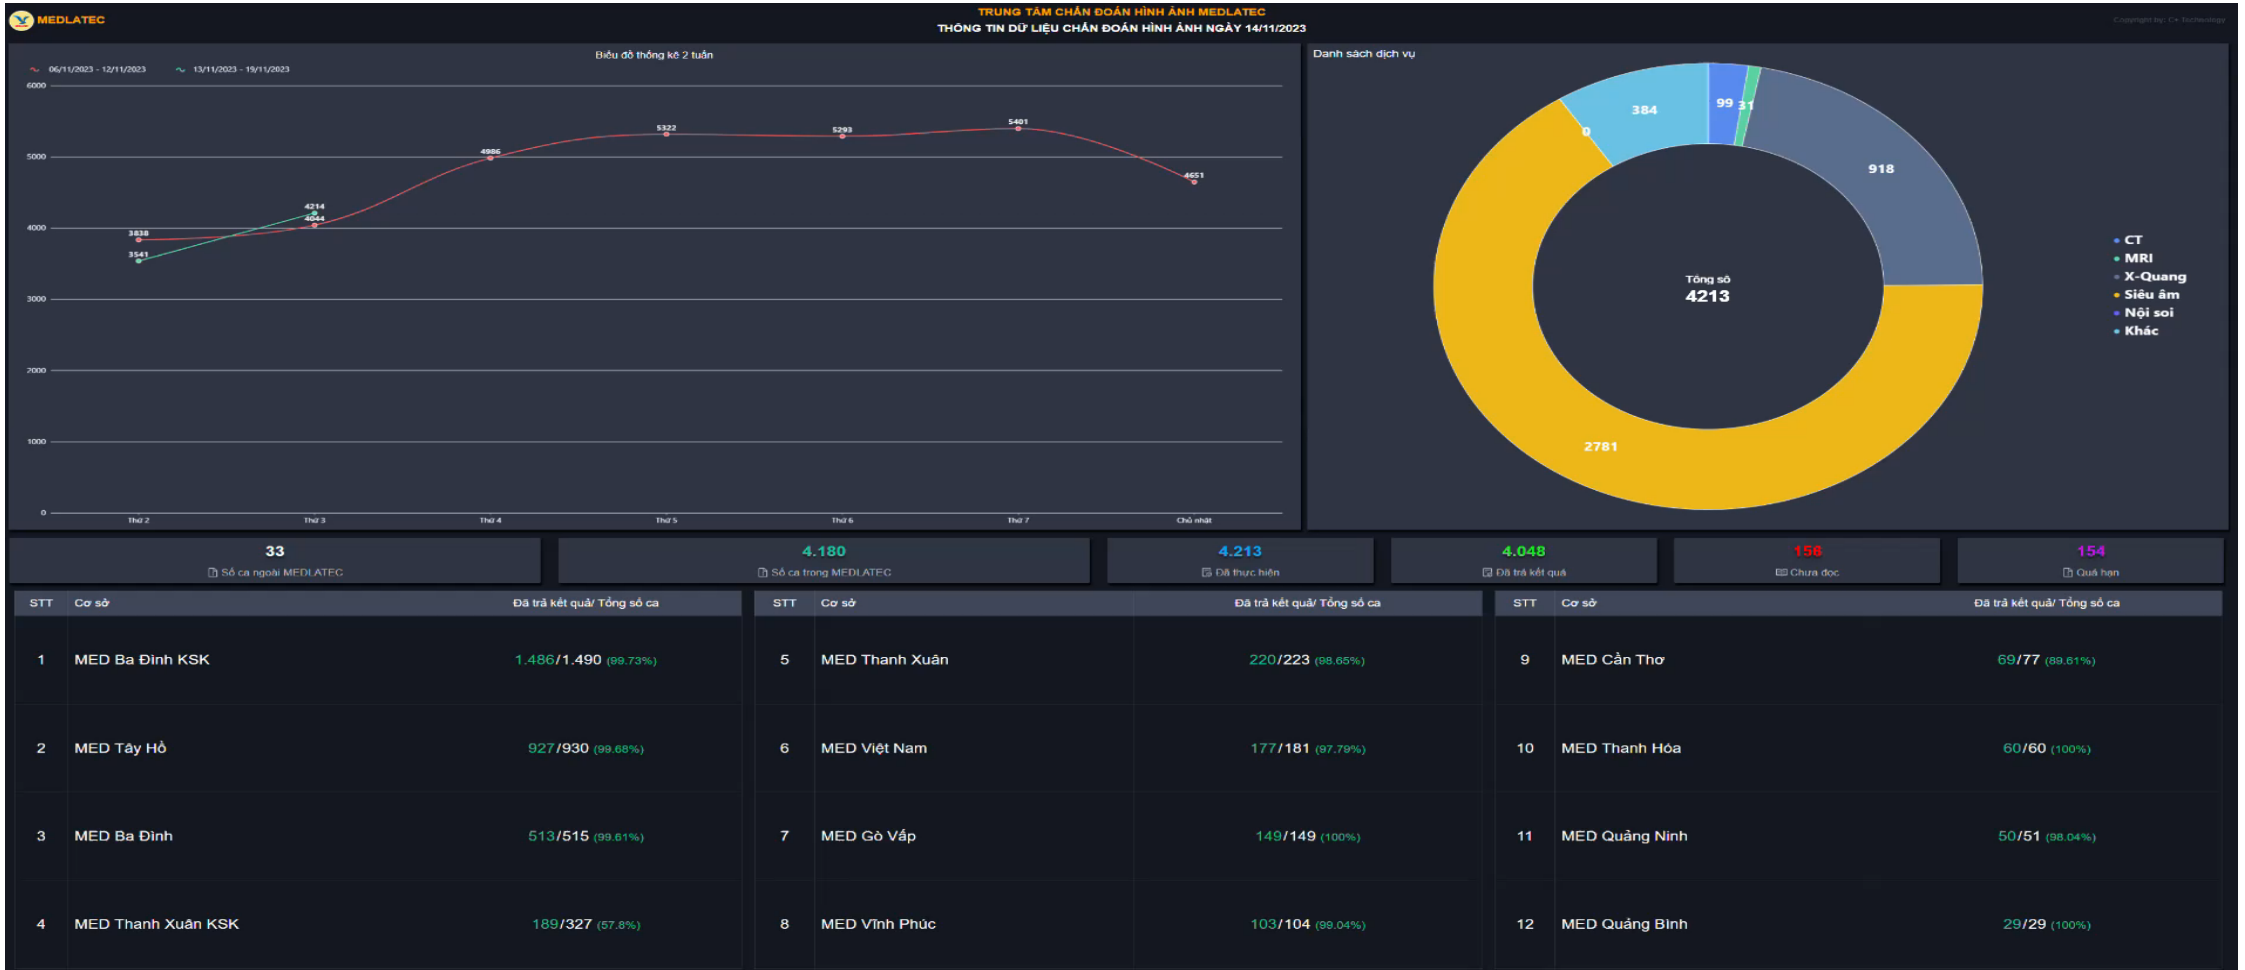 MEDLATEC
TRUNG TÂM CHẨN ĐOÁN HÌNH ẢNH MEDLATEC
THÔNG TIN DỮ LIỆU CHẨN ĐOÁN HÌNH ẢNH NGÀY 14/11/2023
Copyright by: C+ Technology
Biểu đồ thống kê 2 tuần
06/11/2023 - 12/11/2023
13/11/2023 - 19/11/2023
6000
5000
4000
3000
2000
1000
0
3838
3541
4214
4044
4986
5322
5293
5401
4651
Thứ 2
Thứ 3
Thứ 4
Thứ 5
Thứ 6
Thứ 7
Chủ nhật
Danh sách dịch vụ
384
99
31
0
918
2781
Tổng số
4213
CT
MRI
X-Quang
Siêu âm
Nội soi
Khác
33
Số ca ngoài MEDLATEC
4.180
Số ca trong MEDLATEC
4.213
Đã thực hiện
4.048
Đã trả kết quả
156
Chưa đọc
154
Quá hạn
STT Cơ sở Đã trả kết quả/ Tổng số ca
1 MED Ba Đình KSK 1.486/1.490 (99.73%)
2 MED Tây Hồ 927/930 (99.68%)
3 MED Ba Đình 513/515 (99.61%)
4 MED Thanh Xuân KSK 189/327 (57.8%)
STT Cơ sở Đã trả kết quả/ Tổng số ca
5 MED Thanh Xuân 220/223 (98.65%)
6 MED Việt Nam 177/181 (97.79%)
7 MED Gò Vấp 149/149 (100%)
8 MED Vĩnh Phúc 103/104 (99.04%)
STT Cơ sở Đã trả kết quả/ Tổng số ca
9 MED Cần Thơ 69/77 (89.61%)
10 MED Thanh Hóa 60/60 (100%)
11 MED Quảng Ninh 50/51 (98.04%)
12 MED Quảng Bình 29/29 (100%)